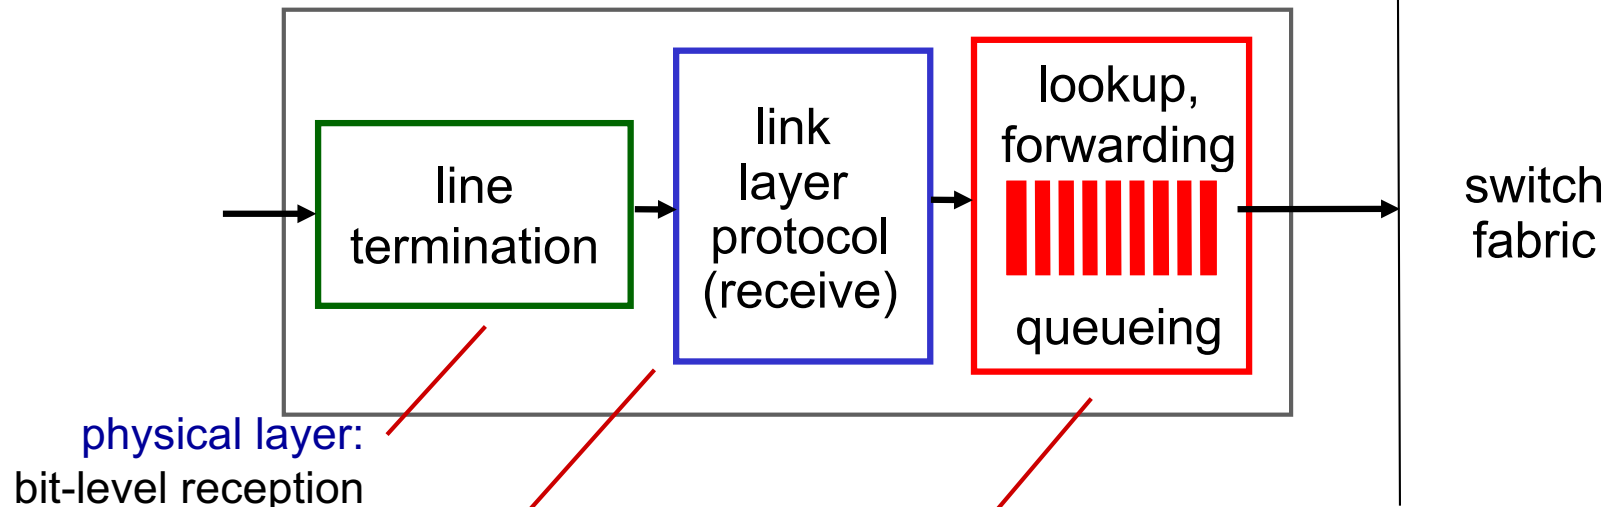 line
termination
link
layer
protocol
(receive)
lookup,
forwarding
queueing
switch
fabric
physical layer:
bit-level reception